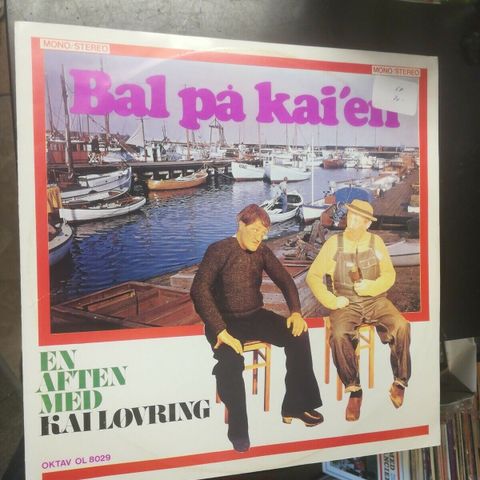 MONO/STEREO
MONO/STEREO
Bal på kai'en
EN
AFTEN
MED
KAI LØVRING
OKTAV OL 8029